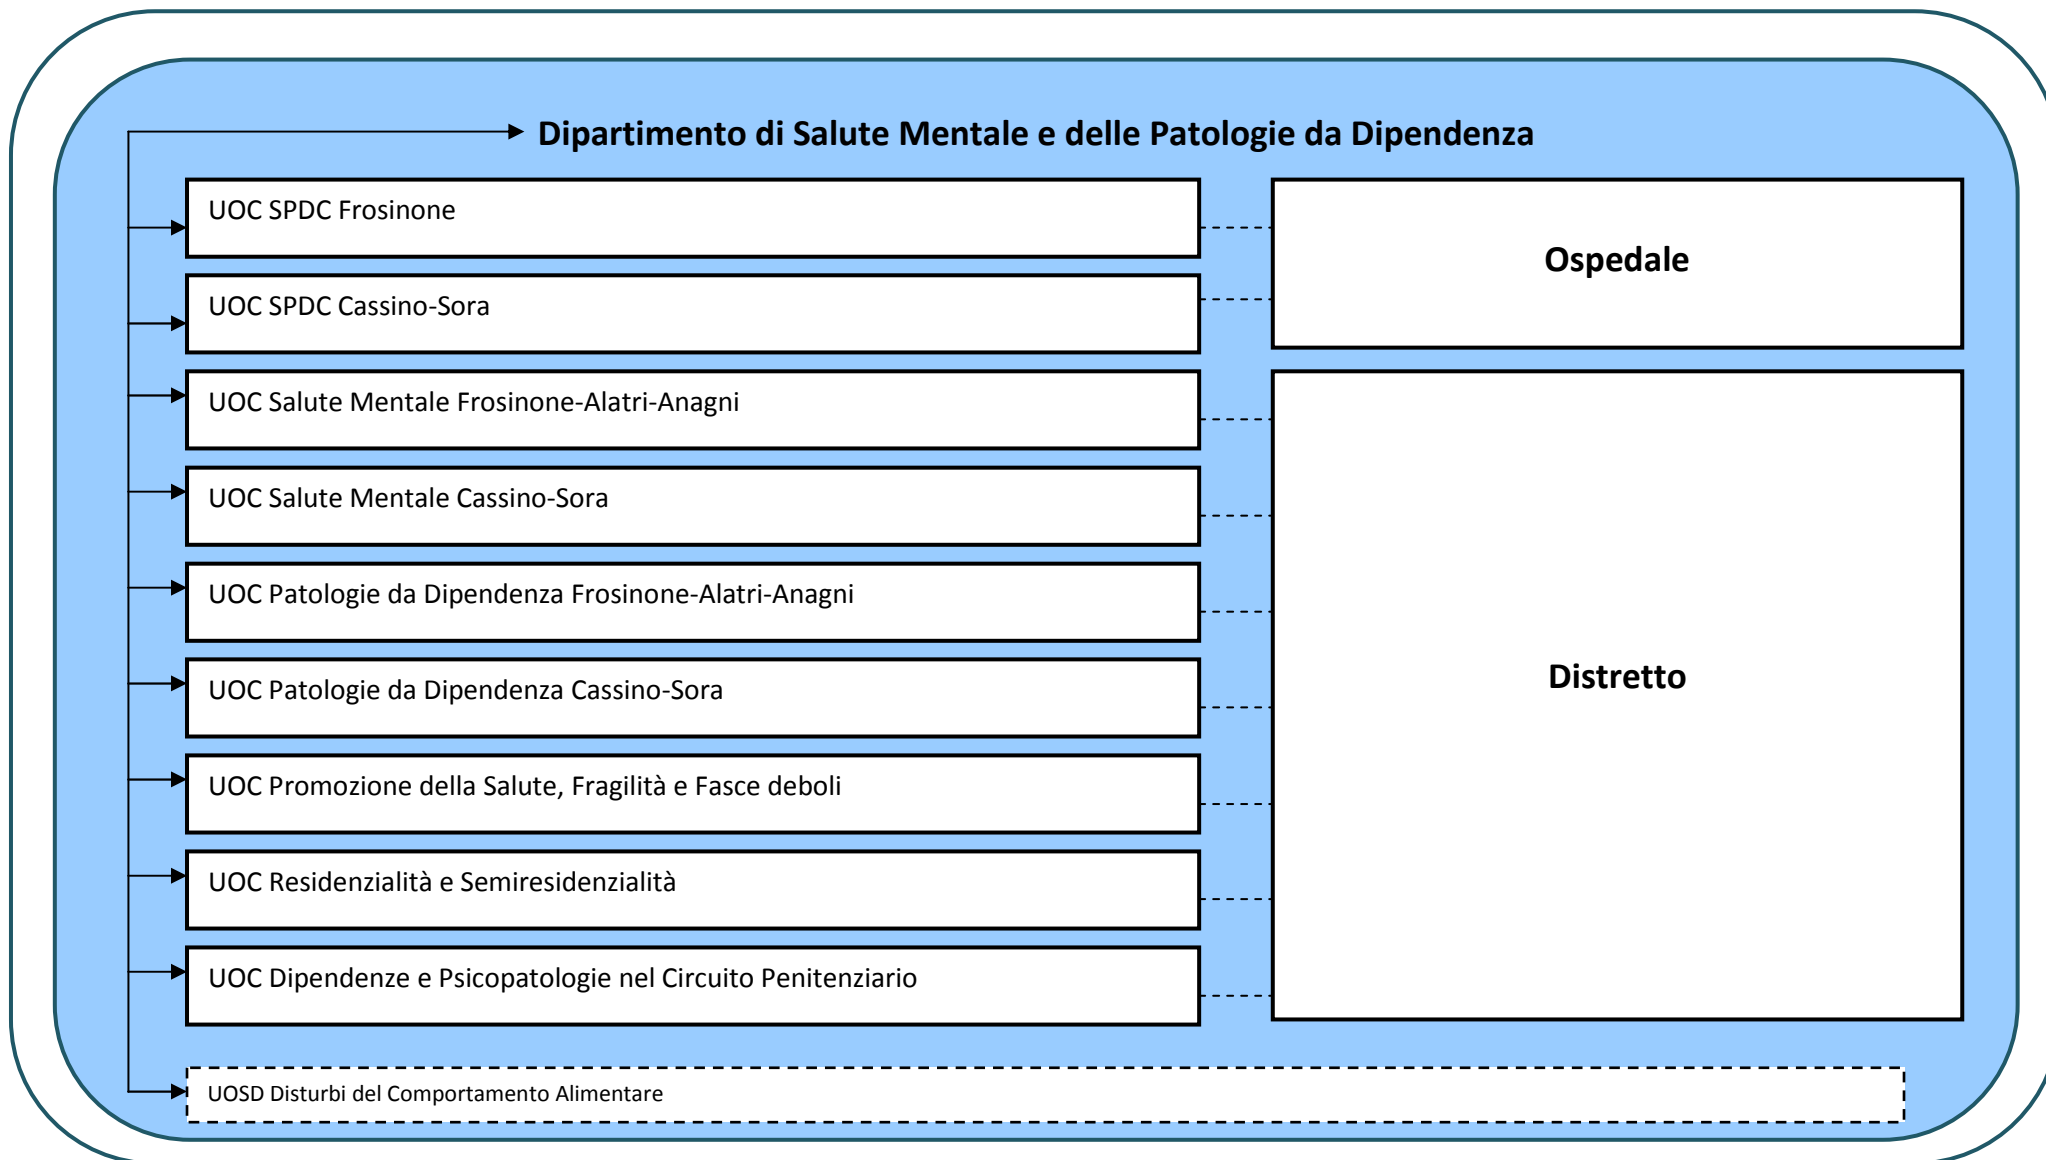 Dipartimento di Salute Mentale e delle Patologie da Dipendenza
UOC SPDC Frosinone
Ospedale
UOC SPDC Cassino-Sora
UOC Salute Mentale Frosinone-Alatri-Anagni
UOC Salute Mentale Cassino-Sora
UOC Patologie da Dipendenza Frosinone-Alatri-Anagni
Distretto
UOC Patologie da Dipendenza Cassino-Sora
UOC Promozione della Salute, Fragilità e Fasce deboli
UOC Residenzialità e Semiresidenzialità
UOC Dipendenze e Psicopatologie nel Circuito Penitenziario
UOSD Disturbi del Comportamento Alimentare